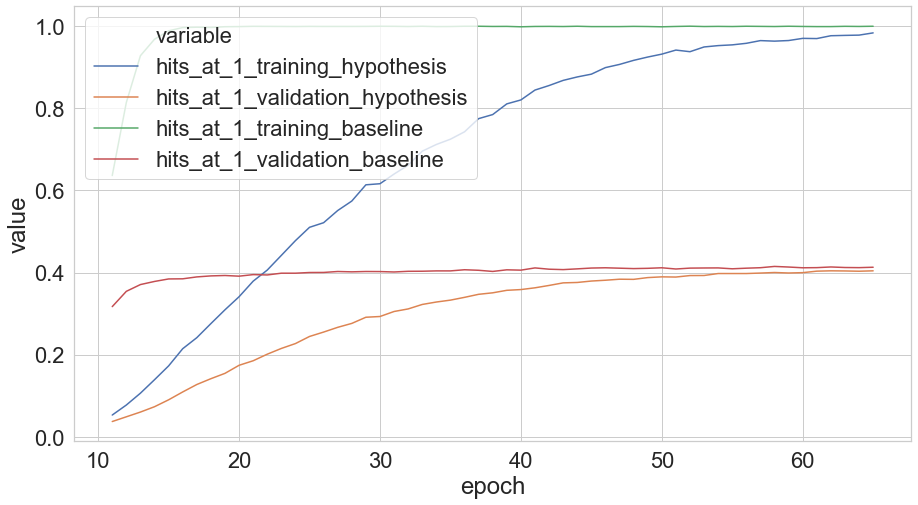 variable
hits_at_1_training_hypothesis
hits_at_1_validation_hypothesis
hits_at_1_training_baseline
hits_at_1_validation_baseline
value
1.0
0.8
0.6
0.4
0.2
0.0
10 20 30 40 50 60
epoch